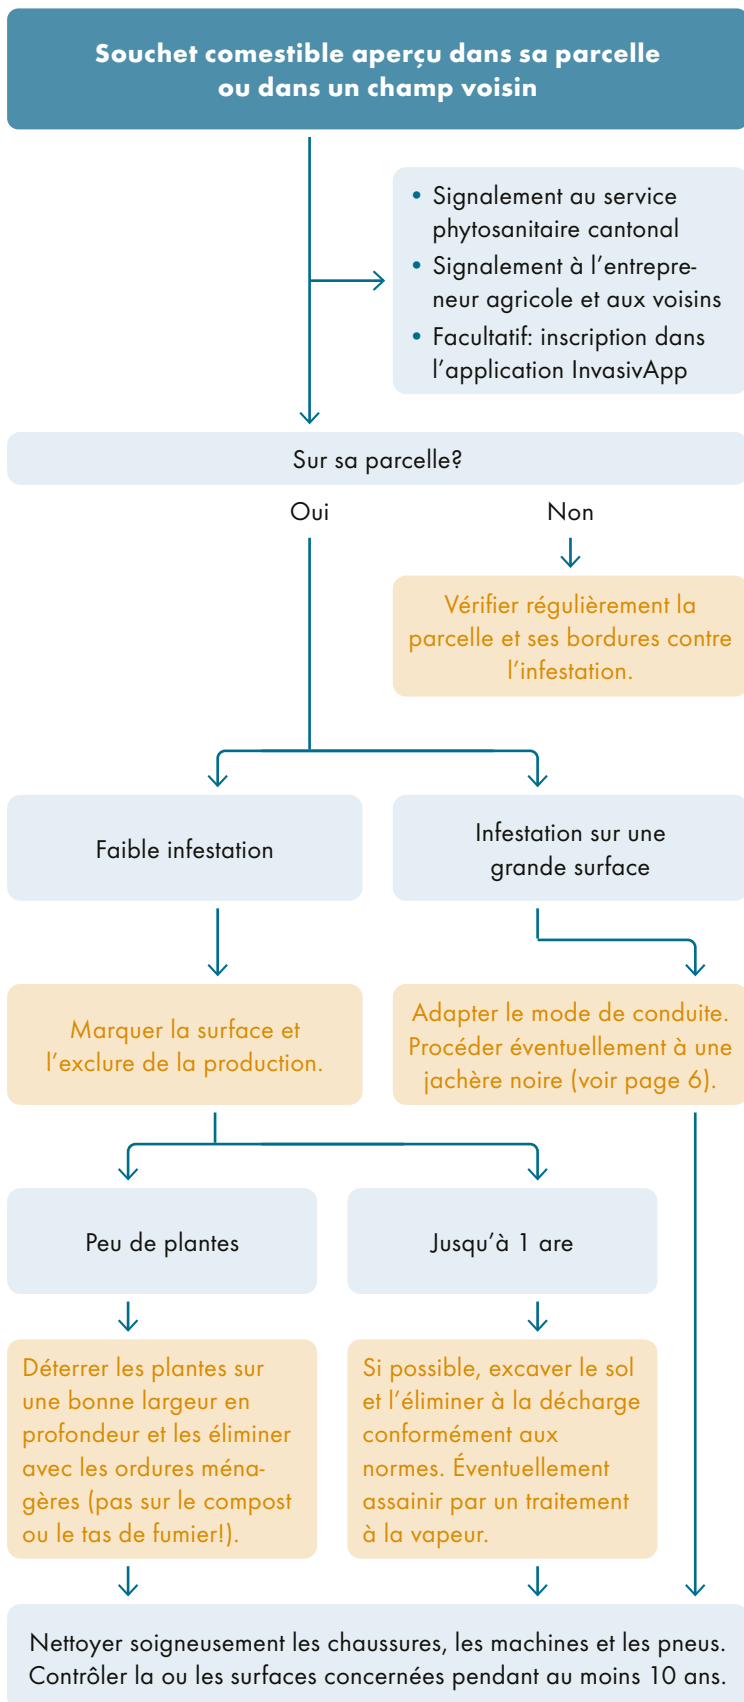 Souchet comestible aperçu dans sa parcelle
ou dans un champ voisin
• Signalement au service
phytosanitaire cantonal
• Signalement à l’entrepre-
neur agricole et aux voisins
• Facultatif: inscription dans
l’application InvasivApp
Sur sa parcelle?
Oui
Non
Vérifier régulièrement la
parcelle et ses bordures contre
l’infestation.
Faible infestation
Infestation sur une
grande surface
Marquer la surface et
l’exclure de la production.
Adapter le mode de conduite.
Procéder éventuellement à une
jachère noire (voir page 6).
Peu de plantes
Jusqu’à 1 are
Déterrer les plantes sur
une bonne largeur en
profondeur et les éliminer
avec les ordures ména-
gères (pas sur le compost
ou le tas de fumier!).
Si possible, excaver le sol
et l’éliminer à la décharge
conformément aux
normes. Éventuellement
assainir par un traitement
à la vapeur.
Nettoyer soigneusement les chaussures, les machines et les pneus.
Contrôler la ou les surfaces concernées pendant au moins 10 ans.